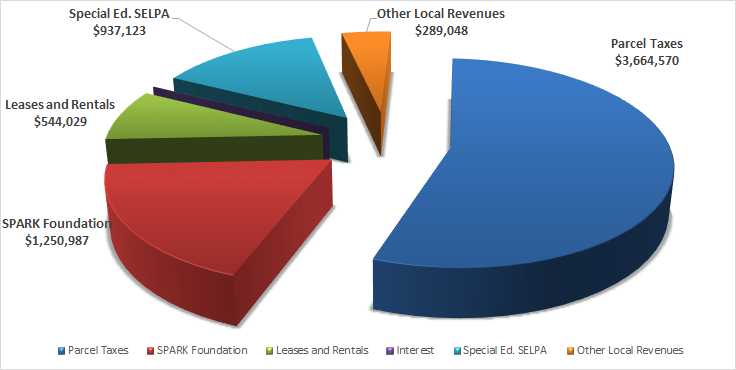 Special Ed. SELPA
$937,123
Other Local Revenues
$289,048
Parcel Taxes
$3,664,570
Leases and Rentals
$544,029
SPARK Foundation
$1,250,987
Parcel Taxes
SPARK Foundation
Leases and Rentals
Interest
Special Ed. SELPA
Other Local Revenues